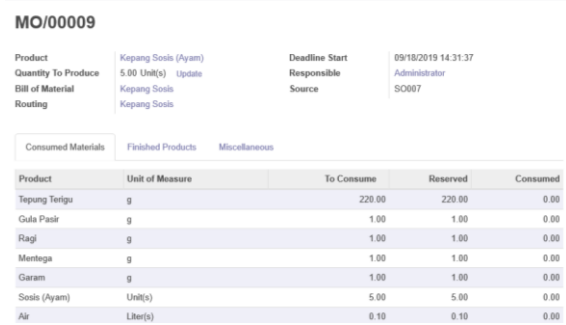 MO/00009
Product Kepang Sosis (Ayam) Deadline Start 09/18/2019 14:31:37
Quantity To Produce 5.00 Unit(s) Update Responsible Administrator
Bill of Material Kepang Sosis Source SO007
Routing Kepang Sosis
Consumed Materials Finished Products Miscellaneous
Product Unit of Measure To Consume Reserved Consumed
Tepung Terigu g 220.00 220.00 0.00
Gula Pasir g 1.00 1.00 0.00
Ragi g 1.00 1.00 0.00
Mentega g 1.00 1.00 0.00
Garam g 1.00 1.00 0.00
Sosis (Ayam) Unit(s) 5.00 5.00 0.00
Air Liter(s) 0.10 0.10 0.00